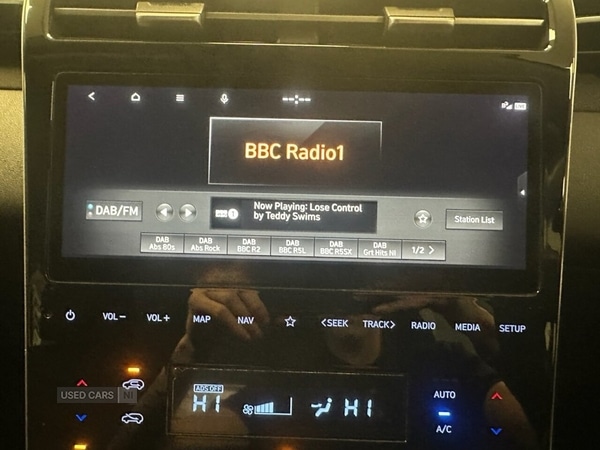 --:--
BBC Radio1
DAB/FM
Now Playing: Lose Control
by Teddy Swims
Station List
DAB
Abs 80s
DAB
Abs Rock
DAB
BBC R2
DAB
BBC R5L
DAB
BBC R5SX
DAB
Grt Hits NI
1/2 >
VOL− VOL+ MAP NAV <SEEK TRACK> RADIO MEDIA SETUP
ADS OFF
HI HI
AUTO
A/C
USED CARS NI